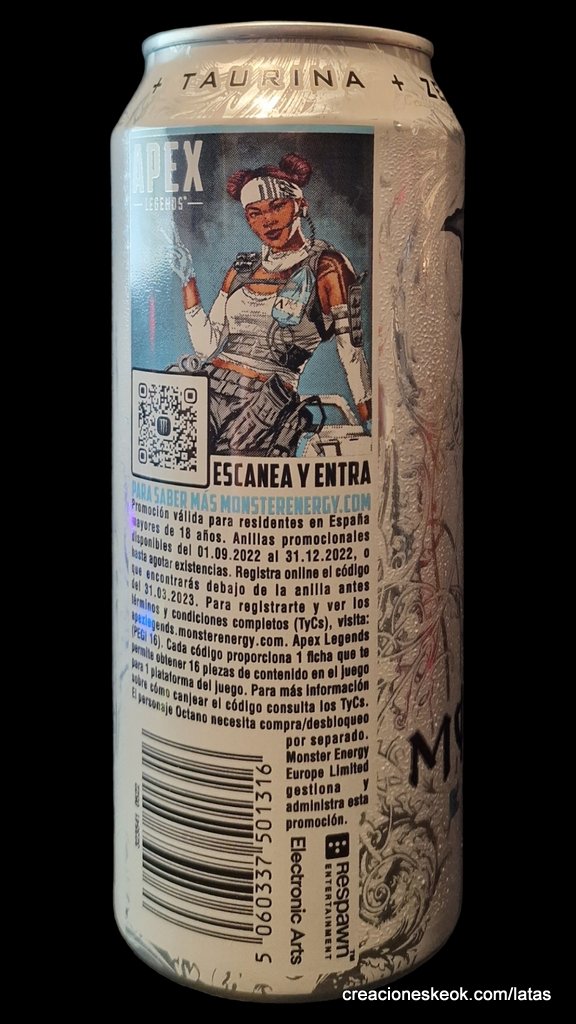 + TAURINA +
APEX
LEGENDS
ESCANEA Y ENTRA
PARA SABER MÁS MONSTERENERGY.COM
Promoción válida para residentes en España
mayores de 18 años. Anillas promocionales
disponibles del 01.09.2022 al 31.12.2022, o
hasta agotar existencias. Registra online el código
que encontrarás debajo de la anilla antes
del 31.03.2023. Para registrarte y ver los
términos y condiciones completos (TyCs), visita:
apexlegends.monsterenergy.com. Apex Legends
(PEGI 16). Cada código proporciona 1 ficha que te
permite obtener 16 piezas de contenido en el juego
para 1 plataforma del juego. Para más información
sobre cómo canjear el código consulta los TyCs.
El personaje Octano necesita compra/desbloqueo
por separado.
Monster Energy
Europe Limited
gestiona y
administra esta
promoción.
5 060337 501316
Electronic Arts
Respawn™
ENTERTAINMENT
creacioneskeok.com/latas